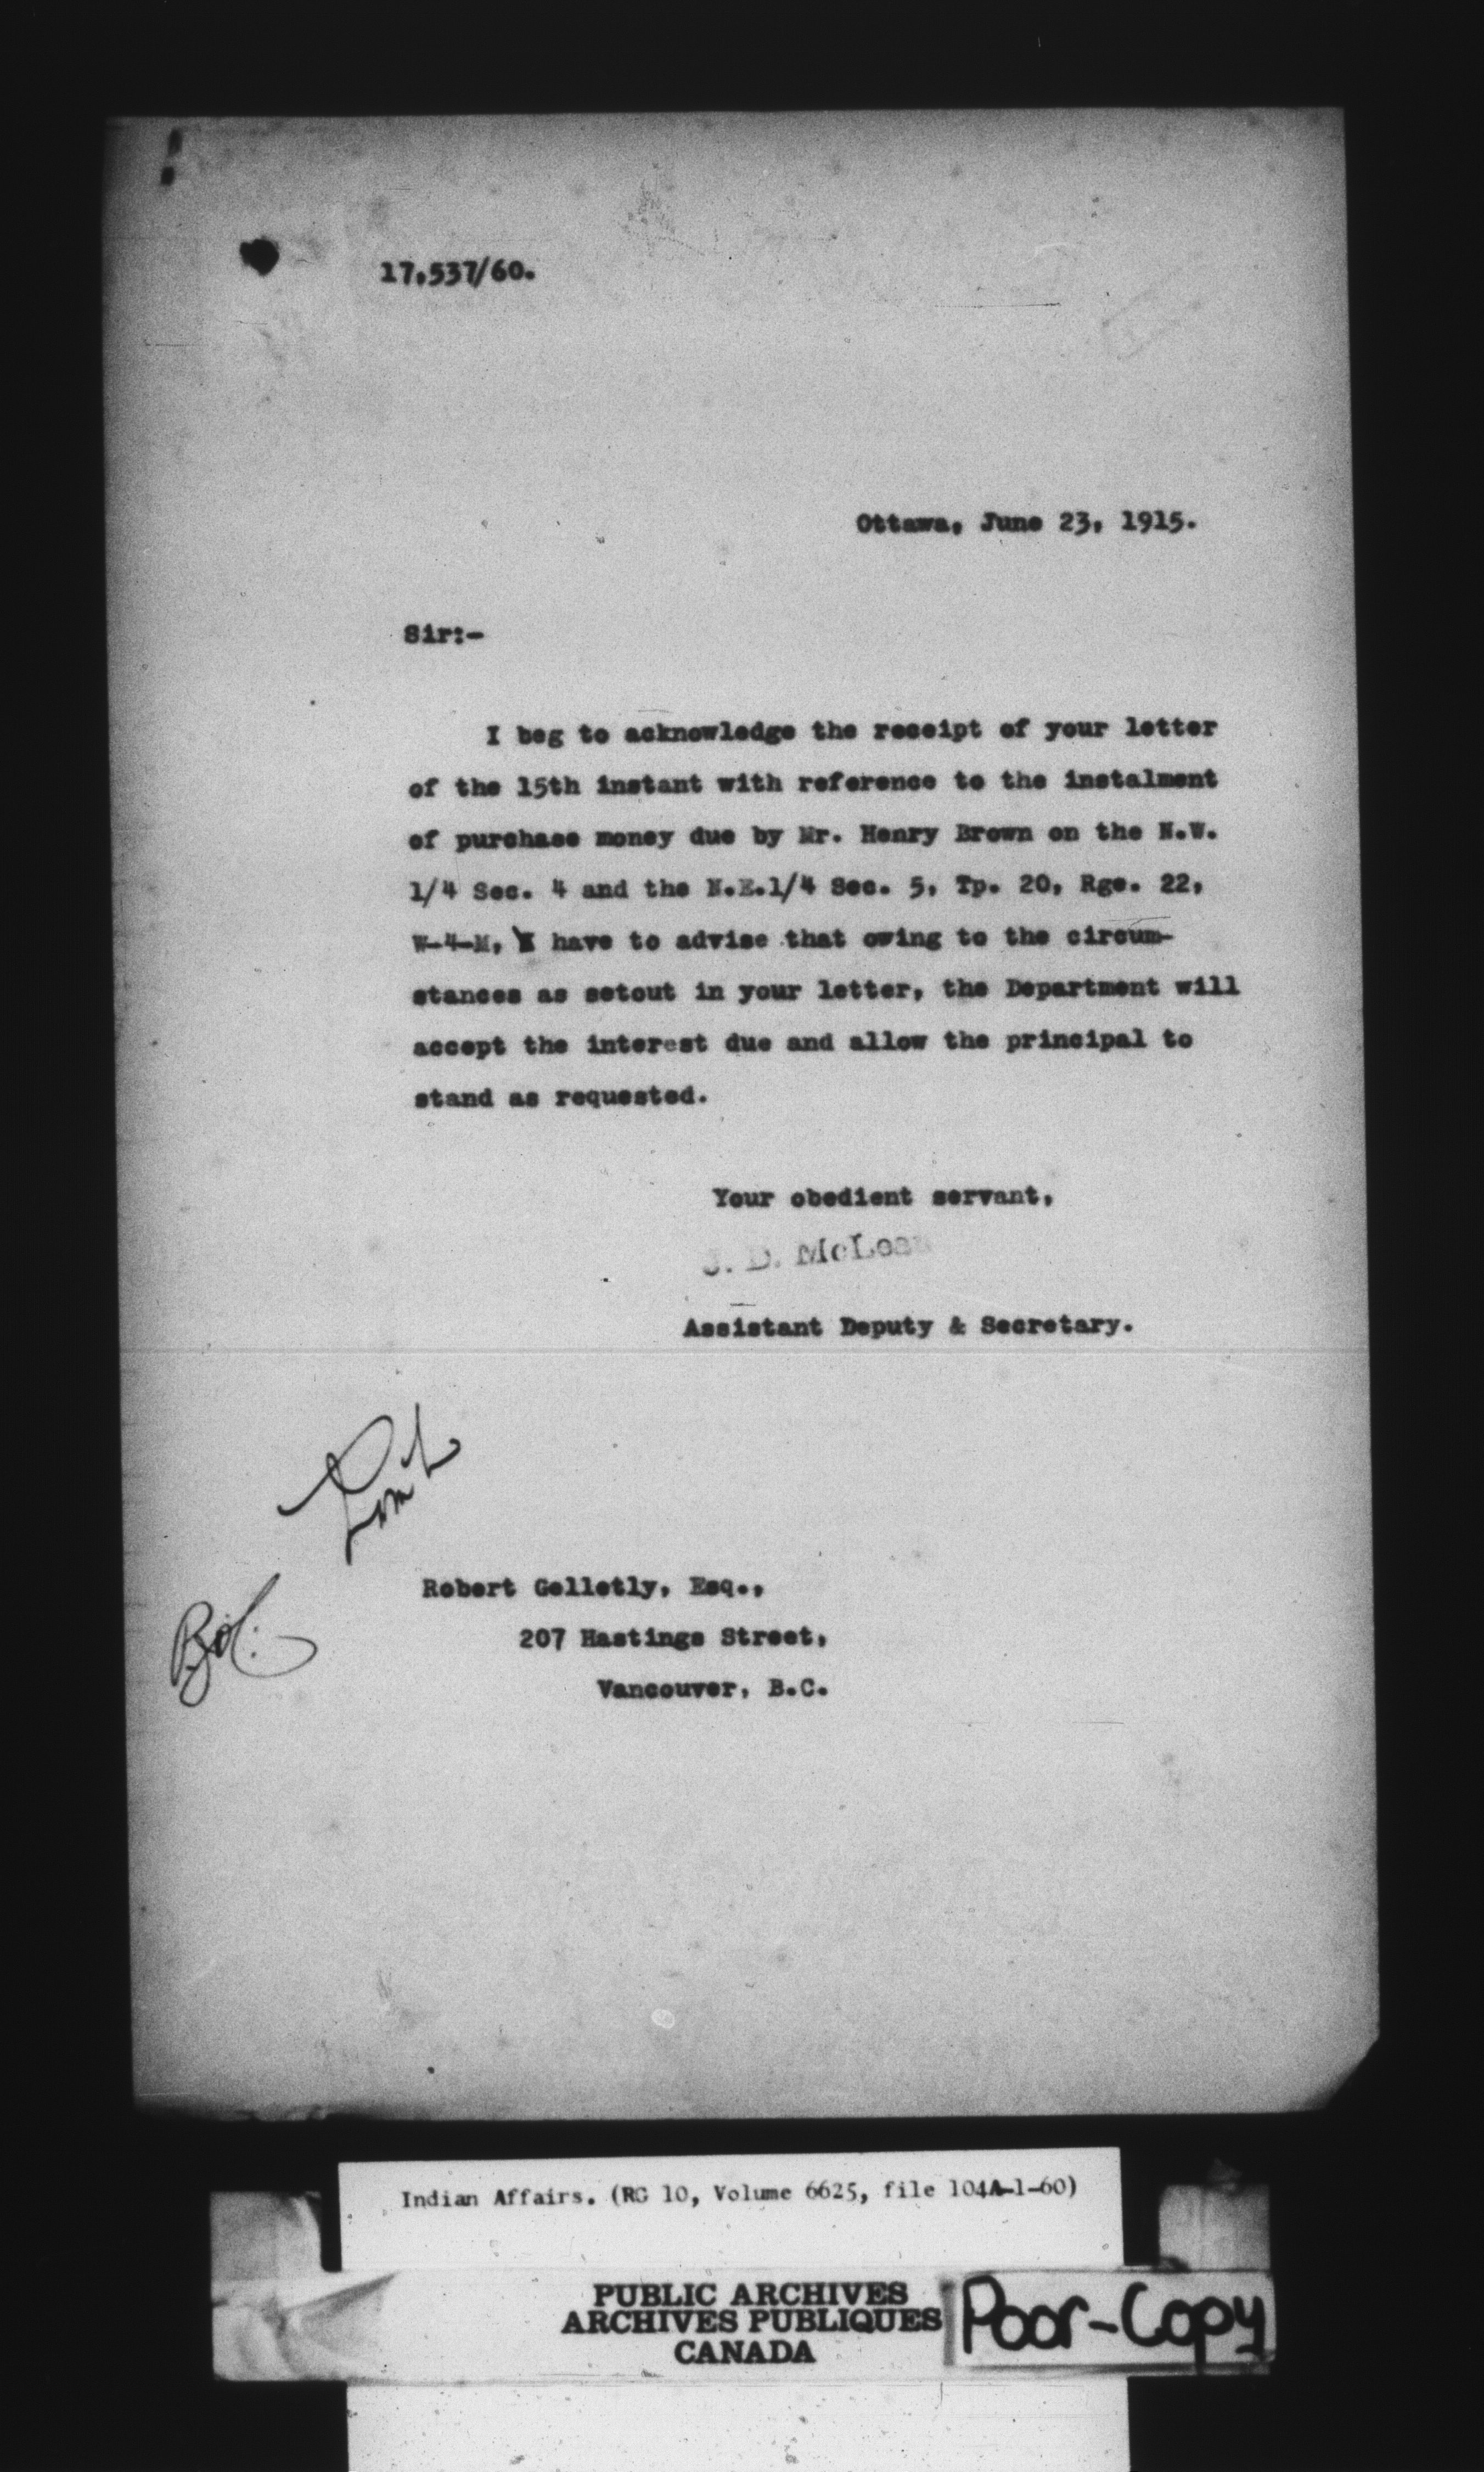 17,537/60.
Ottawa, June 23, 1915.
Sir:-
I beg to acknowledge the receipt of your letter
of the 15th instant with reference to the instalment
of purchase money due by Mr. Henry Brown on the N.W.
1/4 Sec. 4 and the N.E.1/4 Sec. 5, Tp. 20, Rge. 22,
W-4-M, I have to advise that owing to the circum-
stances as setout in your letter, the Department will
accept the interest due and allow the principal to
stand as requested.
Your obedient servant,
J. D. McLean
Assistant Deputy & Secretary.
Robert Gelletly, Esq.,
207 Hastings Street,
Vancouver, B.C.
Indian Affairs. (RG 10, Volume 6625, file 104A-1-60)
PUBLIC ARCHIVES
ARCHIVES PUBLIQUES
CANADA
Poor-Copy